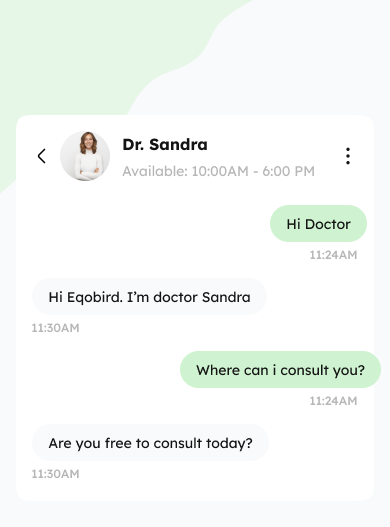 Dr. Sandra
Available: 10:00AM - 6:00 PM
Hi Doctor
11:24AM
Hi Eqobird. I’m doctor Sandra
11:30AM
Where can i consult you?
11:24AM
Are you free to consult today?
11:30AM